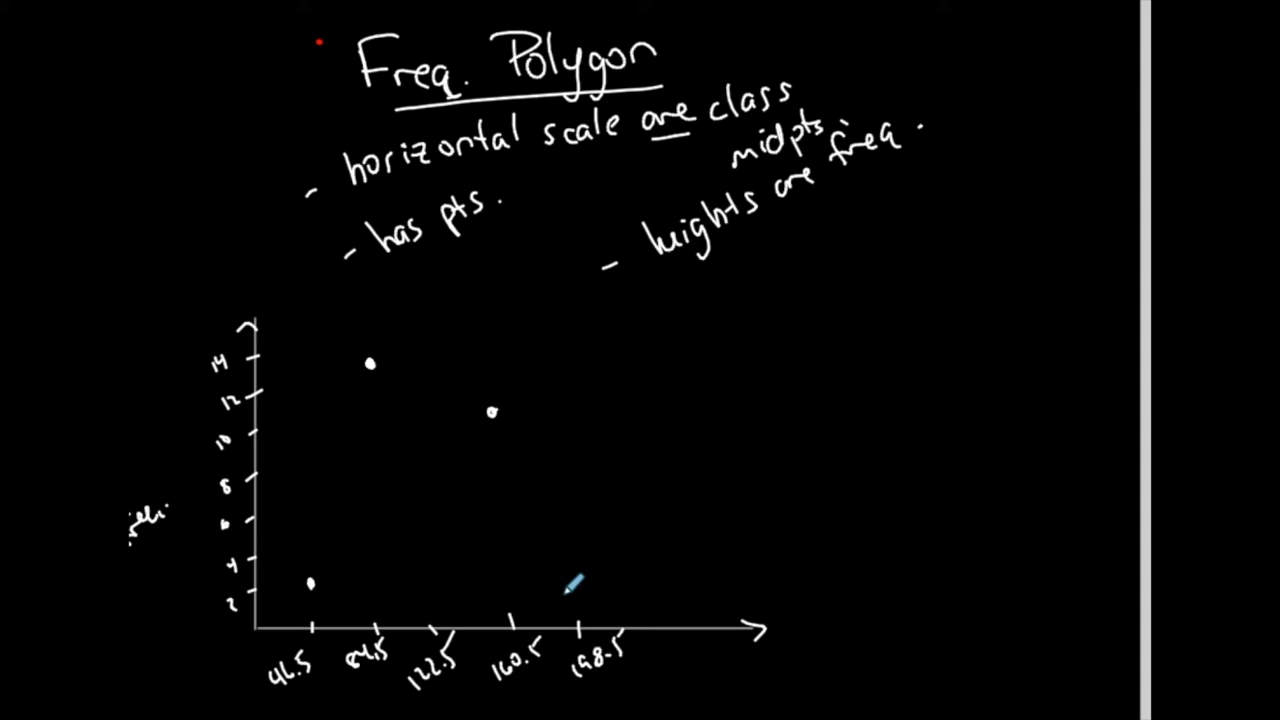 Freq. Polygon
- horizontal scale are class
midpts
- has pts.
- heights are freq.
14
12
10
8
6
4
2
46.5 84.5 122.5 160.5 198.5